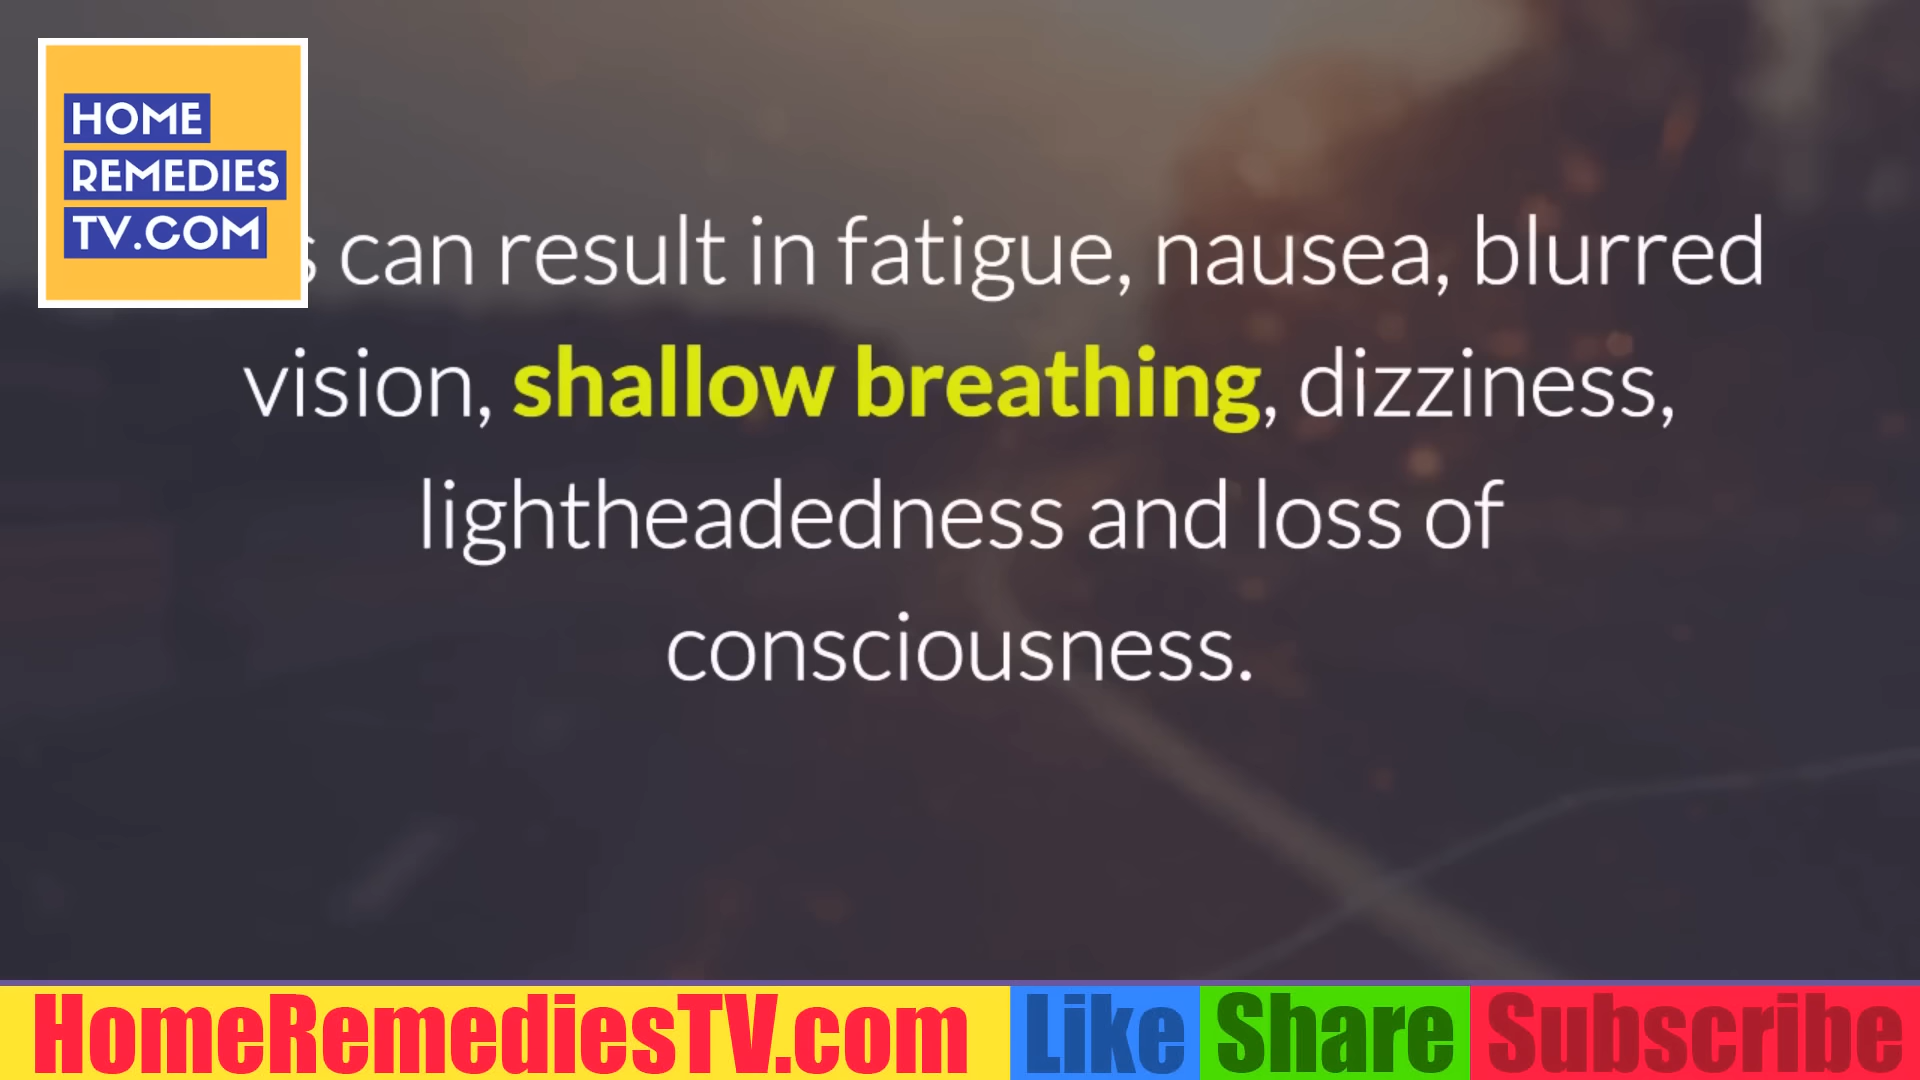 HOME
REMEDIES
TV.COM
can result in fatigue, nausea, blurred
vision, shallow breathing, dizziness,
lightheadedness and loss of
consciousness.
HomeRemediesTV.com Like Share Subscribe